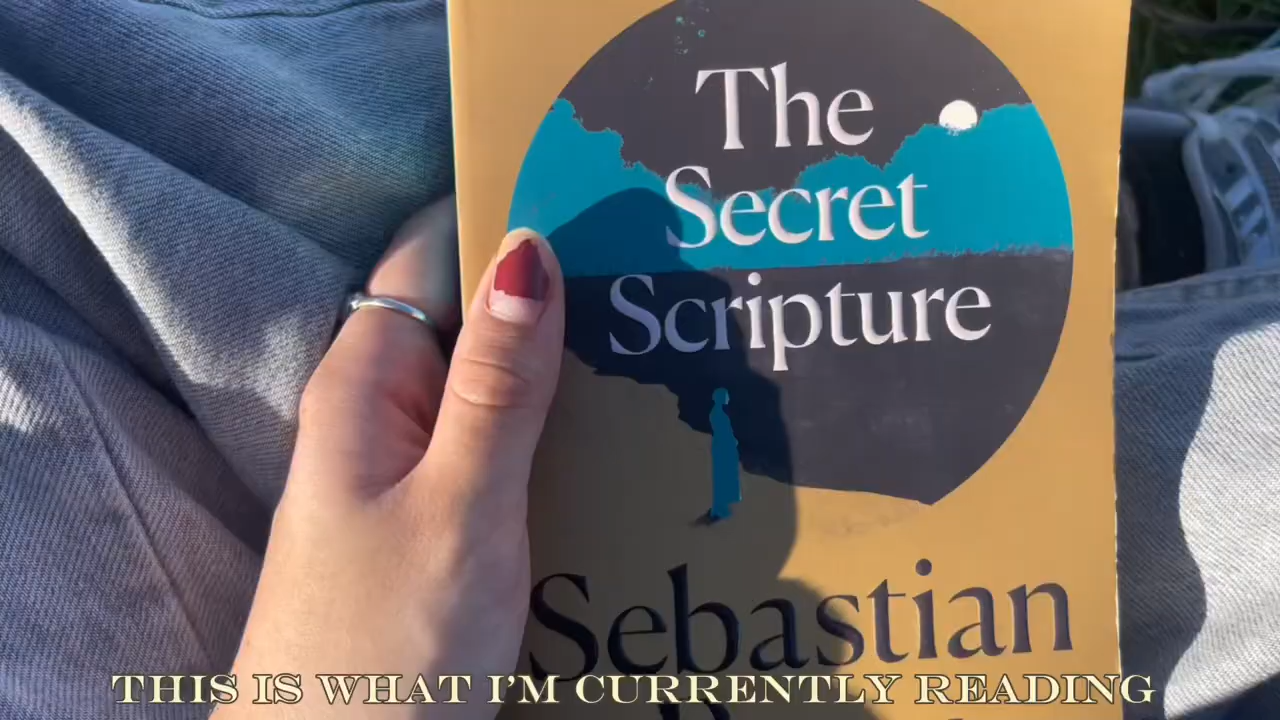 The
Secret
Scripture
Sebastian
THIS IS WHAT I'M CURRENTLY READING